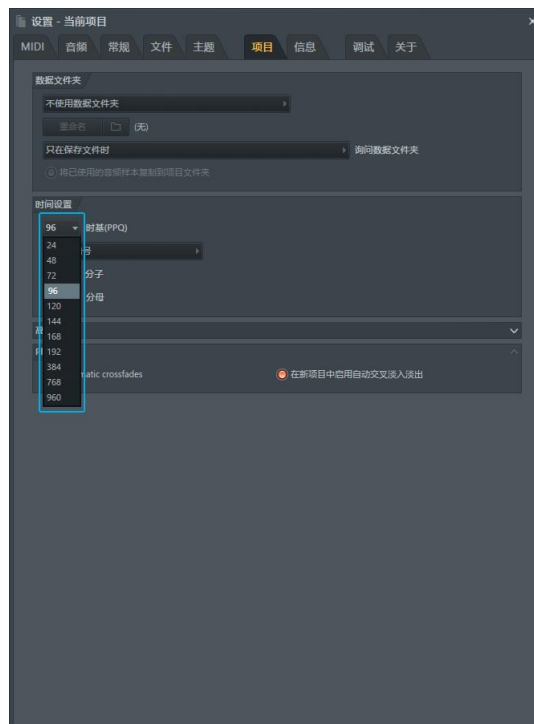 设置 - 当前项目
MIDI 音频 常规 文件 主题 项目 信息 调试 关于
数据文件夹
不使用数据文件夹
重命名 (无)
只在保存文件时 询问数据文件夹
将已使用的音频样本复制到项目文件夹
时间设置
96 时基(PPQ)
24
号
48
72 分子
96
分母
120
144
168
192
384
matic crossfades 在新项目中启用自动交叉淡入淡出
768
960